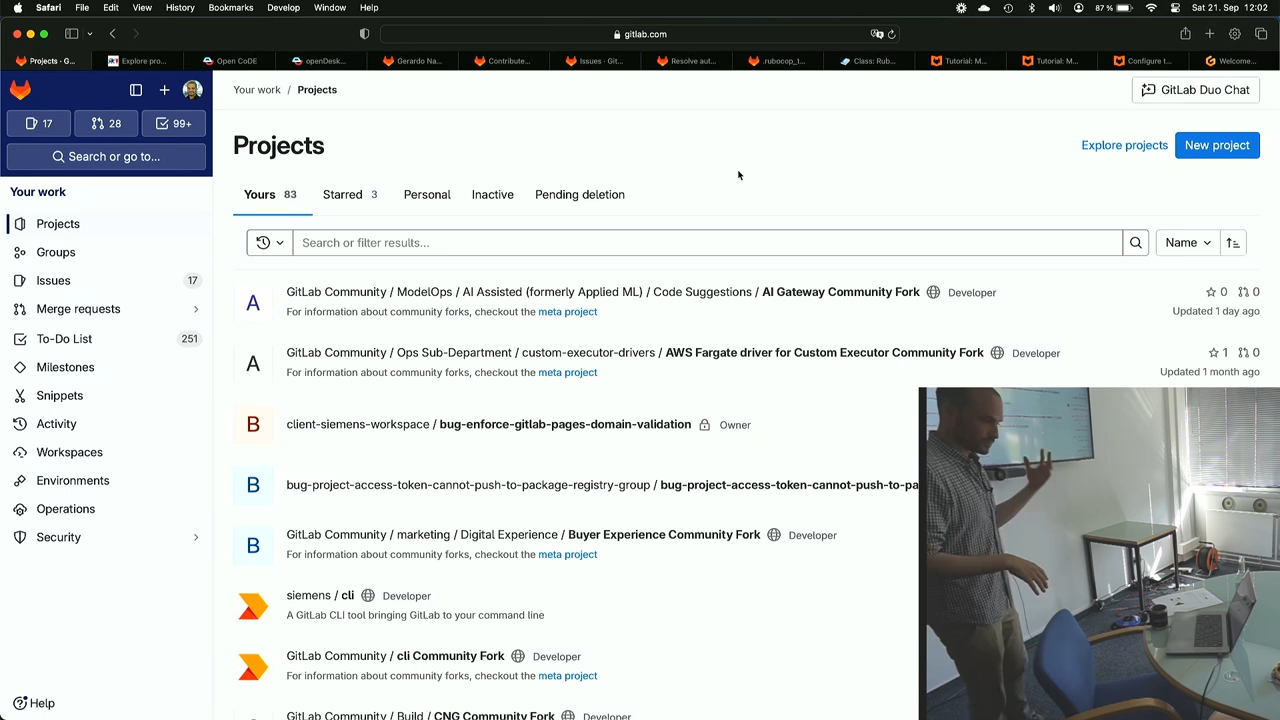 Safari File Edit View History Bookmarks Develop Window Help 87 % Sat 21. Sep 12:02
gitlab.com
Projects · G... Explore pro... Open CoDE openDesk... Gerardo Na... Contribute... Issues · Git... Resolve aut... .rubocop_t... Class: Rub... Tutorial: M... Tutorial: M... Configure t... Welcome...
17 28 99+
Search or go to...
Your work
Projects
Groups
Issues 17
Merge requests
To-Do List 251
Milestones
Snippets
Activity
Workspaces
Environments
Operations
Security
Help
Your work / Projects
GitLab Duo Chat
Projects
Explore projects New project
Yours 83 Starred 3 Personal Inactive Pending deletion
Search or filter results... Name
GitLab Community / ModelOps / AI Assisted (formerly Applied ML) / Code Suggestions / AI Gateway Community Fork Developer 0 0
For information about community forks, checkout the meta project Updated 1 day ago
GitLab Community / Ops Sub-Department / custom-executor-drivers / AWS Fargate driver for Custom Executor Community Fork Developer 1 0
For information about community forks, checkout the meta project Updated 1 month ago
client-siemens-workspace / bug-enforce-gitlab-pages-domain-validation Owner
bug-project-access-token-cannot-push-to-package-registry-group / bug-project-access-token-cannot-push-to-pa
GitLab Community / marketing / Digital Experience / Buyer Experience Community Fork Developer
For information about community forks, checkout the meta project
siemens / cli Developer
A GitLab CLI tool bringing GitLab to your command line
GitLab Community / cli Community Fork Developer
For information about community forks, checkout the meta project
GitLab Community / Build / CNG Community Fork Developer
A
A
B
B
B